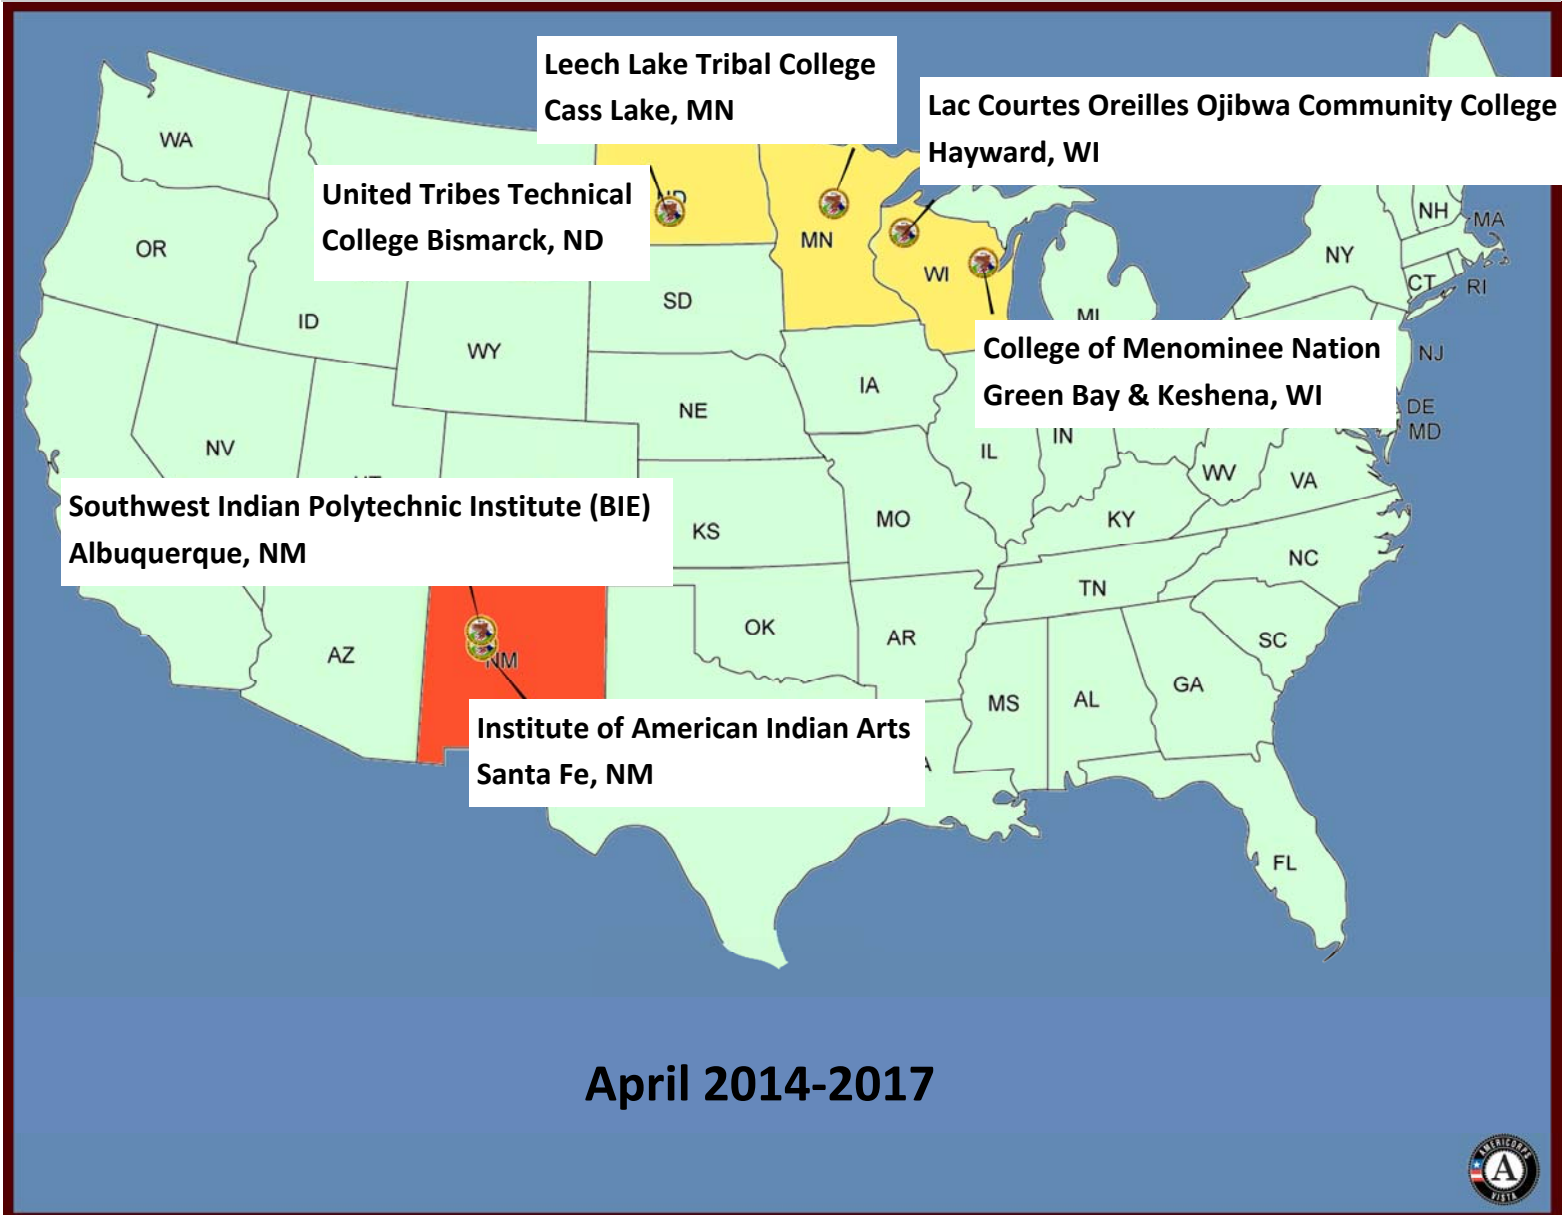 Leech Lake Tribal College
Cass Lake, MN
Lac Courtes Oreilles Ojibwa Community College
Hayward, WI
United Tribes Technical
College Bismarck, ND
College of Menominee Nation
Green Bay & Keshena, WI
Southwest Indian Polytechnic Institute (BIE)
Albuquerque, NM
Institute of American Indian Arts
Santa Fe, NM
WA
OR
ID
WY
NV
AZ
NM
SD
NE
KS
OK
MN
WI
IA
MO
AR
MI
IL
IN
KY
TN
MS
AL
GA
FL
SC
NC
VA
WV
NY
NH
MA
CT
RI
NJ
DE
MD
April 2014-2017
AMERICORPS
A
VISTA